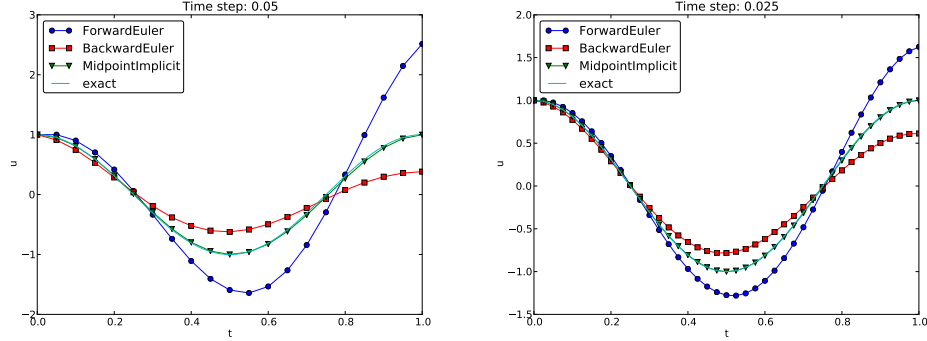 Time step: 0.05
3
2
1
0
−1
−2
u
ForwardEuler
BackwardEuler
MidpointImplicit
exact
0.0
0.2
0.4
0.6
0.8
1.0
t
Time step: 0.025
2.0
1.5
1.0
0.5
0.0
−0.5
−1.0
−1.5
u
ForwardEuler
BackwardEuler
MidpointImplicit
exact
0.0
0.2
0.4
0.6
0.8
1.0
t